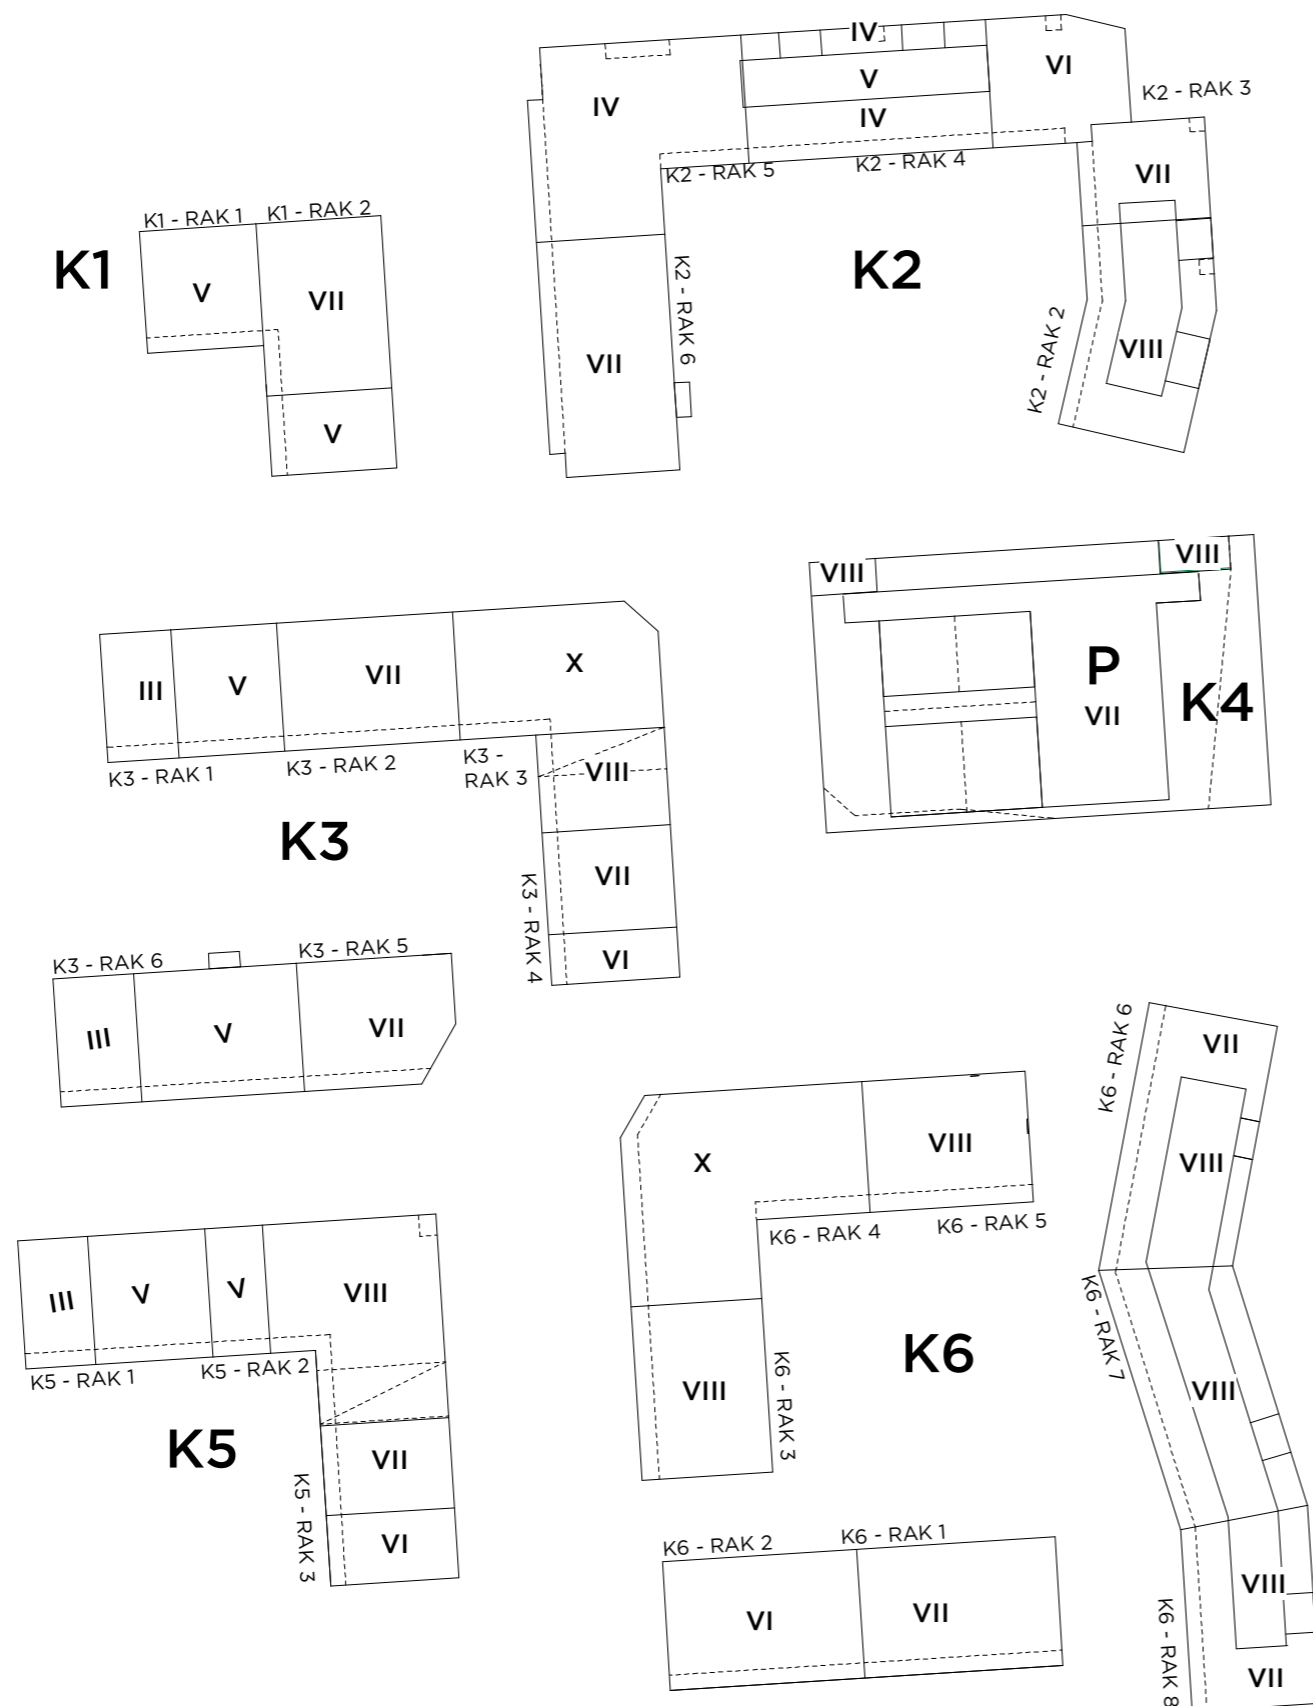 IV
V
IV
VI
IV
K2 - RAK 3
K2 - RAK 5
K2 - RAK 4
VII
K1 - RAK 1
K1 - RAK 2
K1
V
VII
V
K2 - RAK 6
K2
VII
K2 - RAK 2
VIII
VIII
VIII
P
VII
K4
III
V
VII
X
K3 - RAK 1
K3 - RAK 2
K3 -
RAK 3
VIII
K3
VII
K3 - RAK 4
VI
K3 - RAK 6
K3 - RAK 5
III
V
VII
K6 - RAK 6
VII
X
VIII
VIII
K6 - RAK 4
K6 - RAK 5
III
V
V
VIII
K5 - RAK 1
K5 - RAK 2
K6 - RAK 7
K6
VIII
VIII
K6 - RAK 3
K5
VII
K5 - RAK 3
VI
K6 - RAK 2
K6 - RAK 1
VI
VII
VIII
K6 - RAK 8
VII